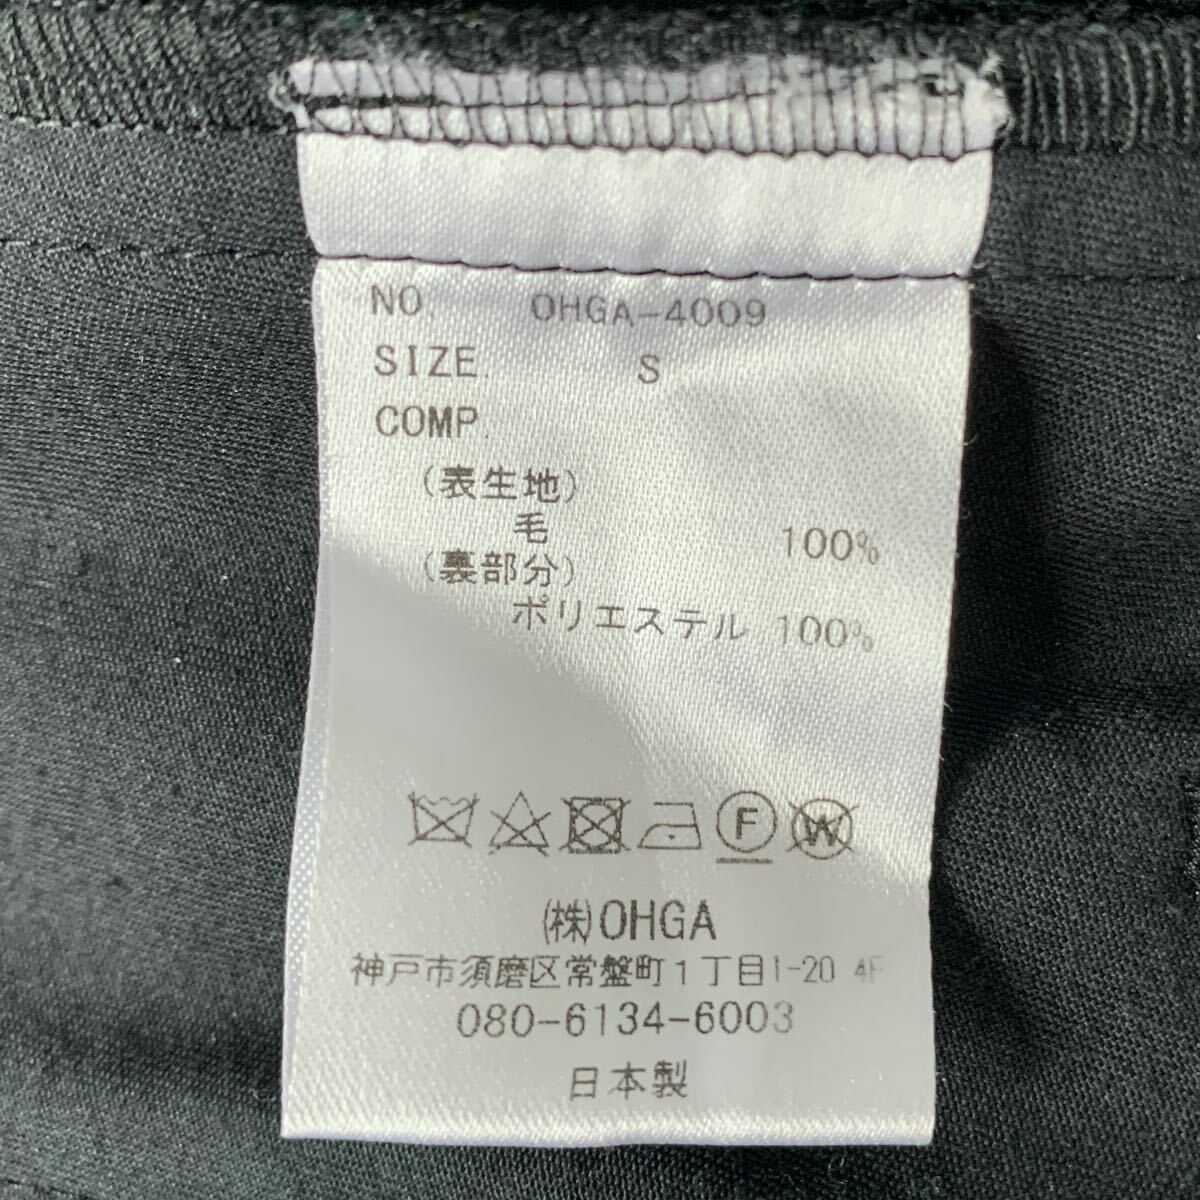 NO. OHGA-4009
SIZE. S
COMP.
(表生地)
毛 100%
(裏部分)
ポリエステル 100%
F W
(株)OHGA
神戸市須磨区常盤町1丁目1-20 4F
080-6134-6003
日本製